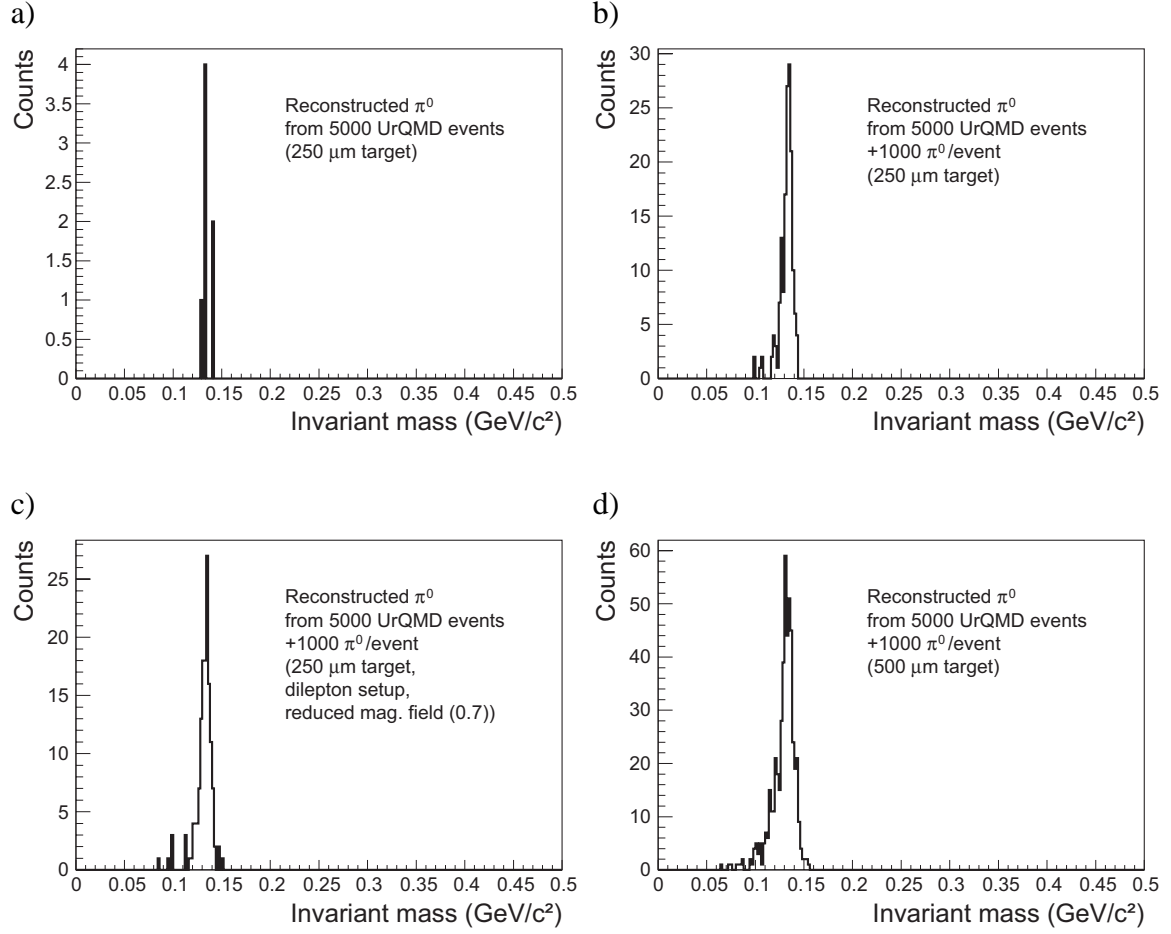 a)
Counts
4
3.5
3
2.5
2
1.5
1
0.5
0
Reconstructed π⁰
from 5000 UrQMD events
(250 μm target)
0 0.05 0.1 0.15 0.2 0.25 0.3 0.35 0.4 0.45 0.5
Invariant mass (GeV/c²)
b)
Counts
30
25
20
15
10
5
0
Reconstructed π⁰
from 5000 UrQMD events
+1000 π⁰/event
(250 μm target)
0 0.05 0.1 0.15 0.2 0.25 0.3 0.35 0.4 0.45 0.5
Invariant mass (GeV/c²)
c)
Counts
25
20
15
10
5
0
Reconstructed π⁰
from 5000 UrQMD events
+1000 π⁰/event
(250 μm target,
dilepton setup,
reduced mag. field (0.7))
0 0.05 0.1 0.15 0.2 0.25 0.3 0.35 0.4 0.45 0.5
Invariant mass (GeV/c²)
d)
Counts
60
50
40
30
20
10
0
Reconstructed π⁰
from 5000 UrQMD events
+1000 π⁰/event
(500 μm target)
0 0.05 0.1 0.15 0.2 0.25 0.3 0.35 0.4 0.45 0.5
Invariant mass (GeV/c²)